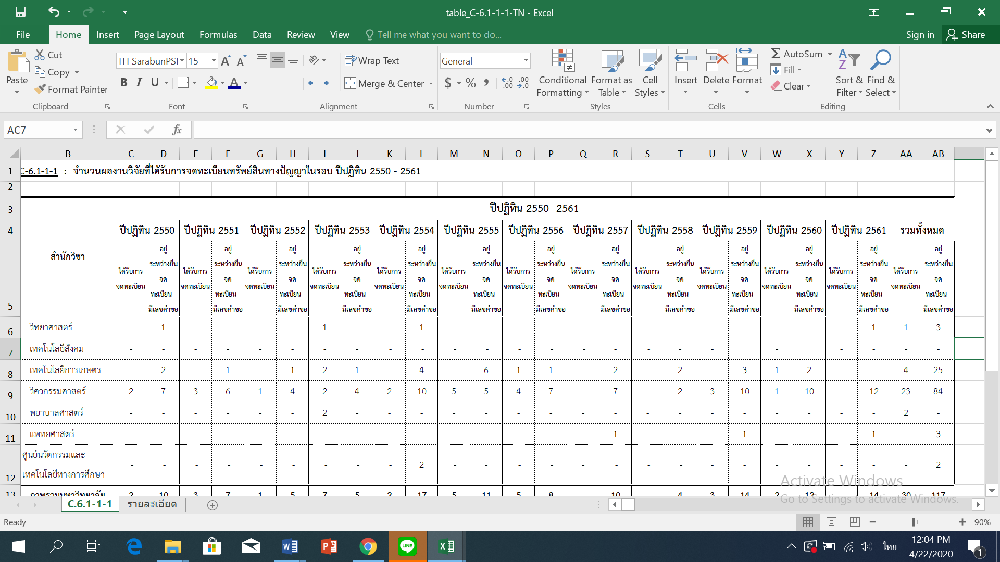 table_C-6.1-1-1-TN - Excel
File Home Insert Page Layout Formulas Data Review View Tell me what you want to do... Sign in Share
Paste Cut Copy Format Painter Clipboard
TH SarabunPSI 15 Font
Wrap Text Merge & Center Alignment
General Number
Conditional Formatting Format as Table Cell Styles Styles
Insert Delete Format Cells
AutoSum Fill Clear Sort & Filter Find & Select Editing
AC7
B C D E F G H I J K L M N O P Q R S T U V W X Y Z AA AB
1 C-6.1-1-1 : จำนวนผลงานวิจัยที่ได้รับการจดทะเบียนทรัพย์สินทางปัญญาในรอบ ปีปฏิทิน 2550 - 2561
2
3 ปีปฏิทิน 2550 -2561
4 ปีปฏิทิน 2550 ปีปฏิทิน 2551 ปีปฏิทิน 2552 ปีปฏิทิน 2553 ปีปฏิทิน 2554 ปีปฏิทิน 2555 ปีปฏิทิน 2556 ปีปฏิทิน 2557 ปีปฏิทิน 2558 ปีปฏิทิน 2559 ปีปฏิทิน 2560 ปีปฏิทิน 2561 รวมทั้งหมด
สำนักวิชา
อยู่ อยู่ อยู่ อยู่ อยู่ อยู่ อยู่ อยู่ อยู่ อยู่ อยู่ อยู่ อยู่
ระหว่างยื่น ระหว่างยื่น ระหว่างยื่น ระหว่างยื่น ระหว่างยื่น ระหว่างยื่น ระหว่างยื่น ระหว่างยื่น ระหว่างยื่น ระหว่างยื่น ระหว่างยื่น ระหว่างยื่น ระหว่างยื่น
ได้รับการ จด ได้รับการ จด ได้รับการ จด ได้รับการ จด ได้รับการ จด ได้รับการ จด ได้รับการ จด ได้รับการ จด ได้รับการ จด ได้รับการ จด ได้รับการ จด ได้รับการ จด ได้รับการ จด
จดทะเบียน ทะเบียน - จดทะเบียน ทะเบียน - จดทะเบียน ทะเบียน - จดทะเบียน ทะเบียน - จดทะเบียน ทะเบียน - จดทะเบียน ทะเบียน - จดทะเบียน ทะเบียน - จดทะเบียน ทะเบียน - จดทะเบียน ทะเบียน - จดทะเบียน ทะเบียน - จดทะเบียน ทะเบียน - จดทะเบียน ทะเบียน - จดทะเบียน ทะเบียน -
5 มีเลขคำขอ มีเลขคำขอ มีเลขคำขอ มีเลขคำขอ มีเลขคำขอ มีเลขคำขอ มีเลขคำขอ มีเลขคำขอ มีเลขคำขอ มีเลขคำขอ มีเลขคำขอ มีเลขคำขอ มีเลขคำขอ
6 วิทยาศาสตร์ - 1 - - - - 1 - - 1 - - - - - - - - - - - - - 1 1 3
7 เทคโนโลยีสังคม - - - - - - - - - - - - - - - - - - - - - - - - - -
8 เทคโนโลยีการเกษตร - 2 - 1 - 1 2 1 - 4 - 6 1 1 - 2 - 2 - 3 1 2 - - 4 25
9 วิศวกรรมศาสตร์ 2 7 3 6 1 4 2 4 2 10 5 5 4 7 - 7 - 2 3 10 1 10 - 12 23 84
10 พยาบาลศาสตร์ - - - - - - 2 - - - - - - - - - - - - - - - - - 2 -
11 แพทยศาสตร์ - - - - - - - - - - - - - - - 1 - - - 1 - - - 1 - 3
ศูนย์นวัตกรรมและ
12 เทคโนโลยีทางการศึกษา - - - - - - - - - 2 - - - - - - - - - - - - - - - 2
13 ภาพรวมมหาวิทยาลัย 2 10 3 7 1 5 7 5 2 17 5 11 5 8 10 4 3 14 2 12 14 30 117
Activate Windows
Go to Settings to activate Windows.
C.6.1-1-1 รายละเอียด
Ready 90%
ไทย 12:04 PM
4/22/2020 1